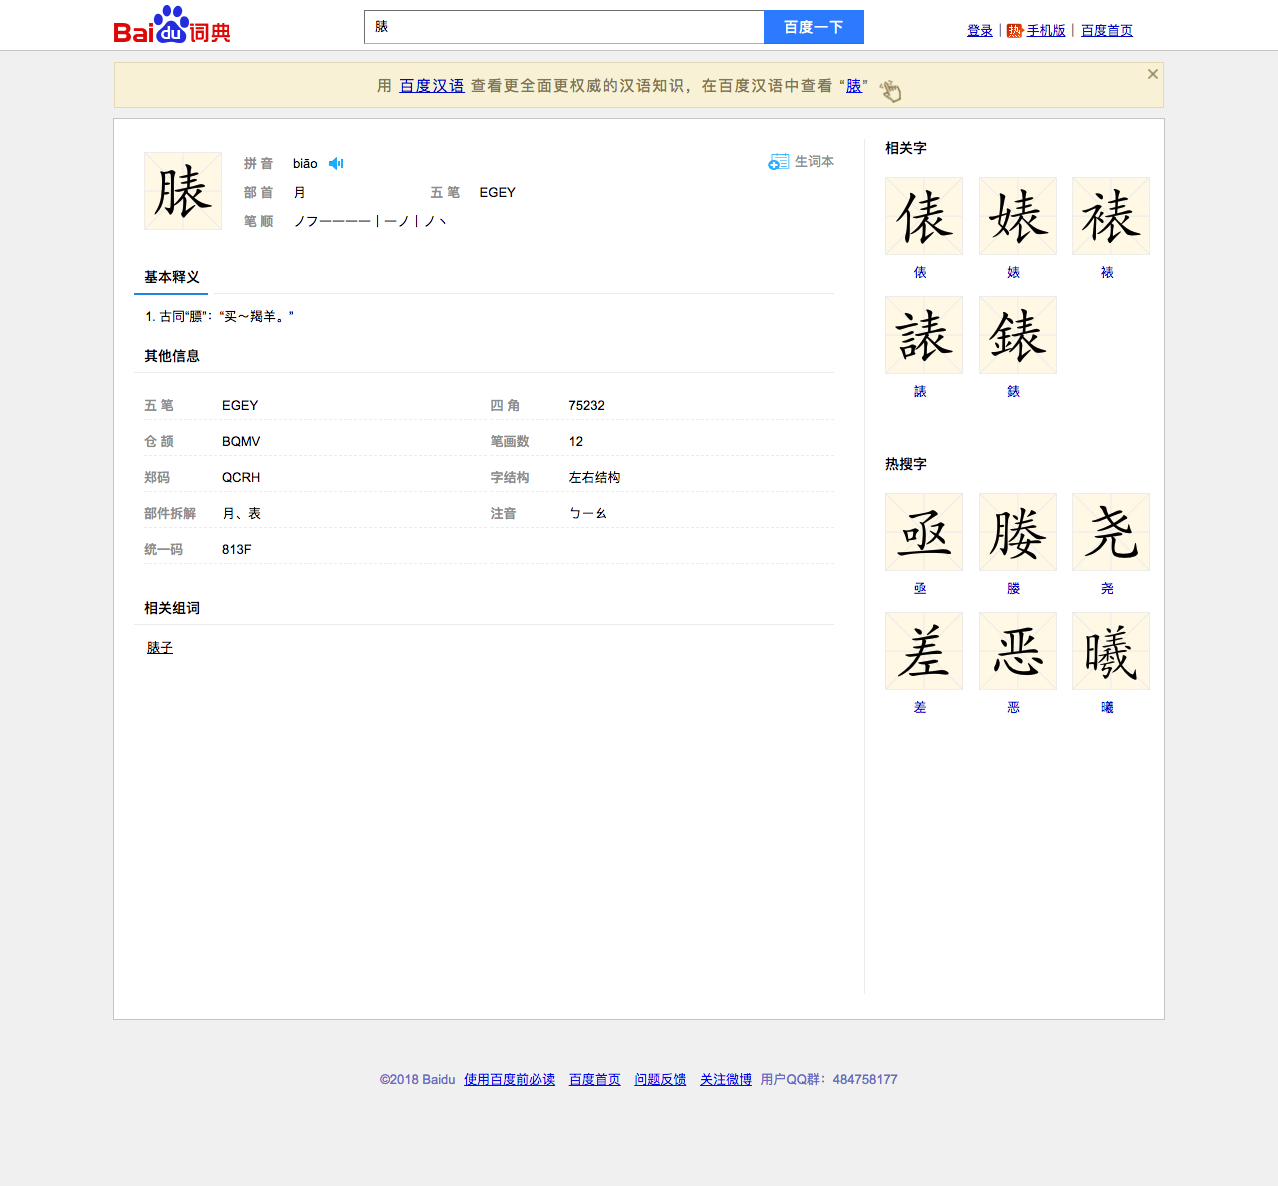 Baidu词典
脿
百度一下
登录 | 热 手机版 | 百度首页
用 百度汉语 查看更全面更权威的汉语知识，在百度汉语中查看 “脿”
脿
拼 音 biāo
生词本
部 首 月 五 笔 EGEY
笔 顺 ノフ一一一一丨一ノ丨ノ丶
基本释义
1. 古同“膘”：“买～羯羊。”
其他信息
五 笔 EGEY 四 角 75232
仓 颉 BQMV 笔画数 12
郑码 QCRH 字结构 左右结构
部件拆解 月、表 注音 ㄅㄧㄠ
统一码 813F
相关组词
脿子
相关字
俵 婊 裱
俵 婊 裱
諘 錶
諘 錶
热搜字
亟 媵 尧
亟 媵 尧
差 恶 曦
差 恶 曦
©2018 Baidu 使用百度前必读 百度首页 问题反馈 关注微博 用户QQ群：484758177